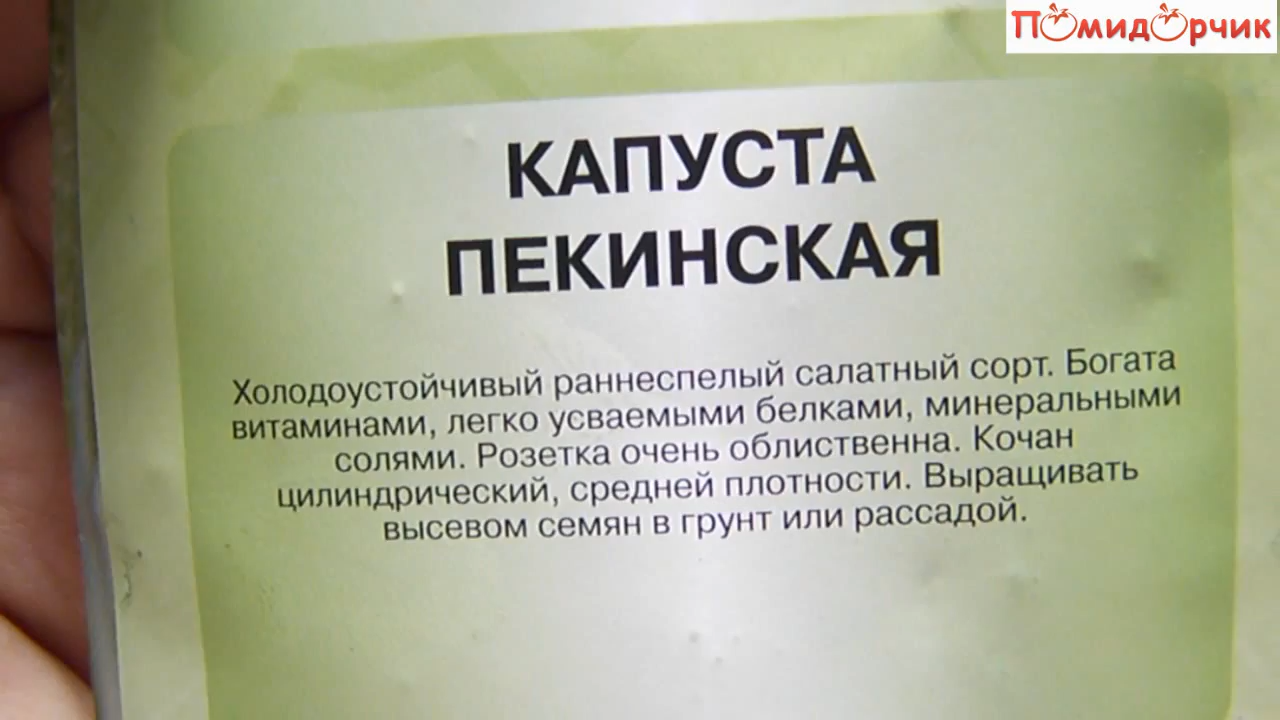 Помидорчик
КАПУСТА
ПЕКИНСКАЯ
Холодоустойчивый раннеспелый салатный сорт. Богата
витаминами, легко усваемыми белками, минеральными
солями. Розетка очень облиственна. Кочан
цилиндрический, средней плотности. Выращивать
высевом семян в грунт или рассадой.